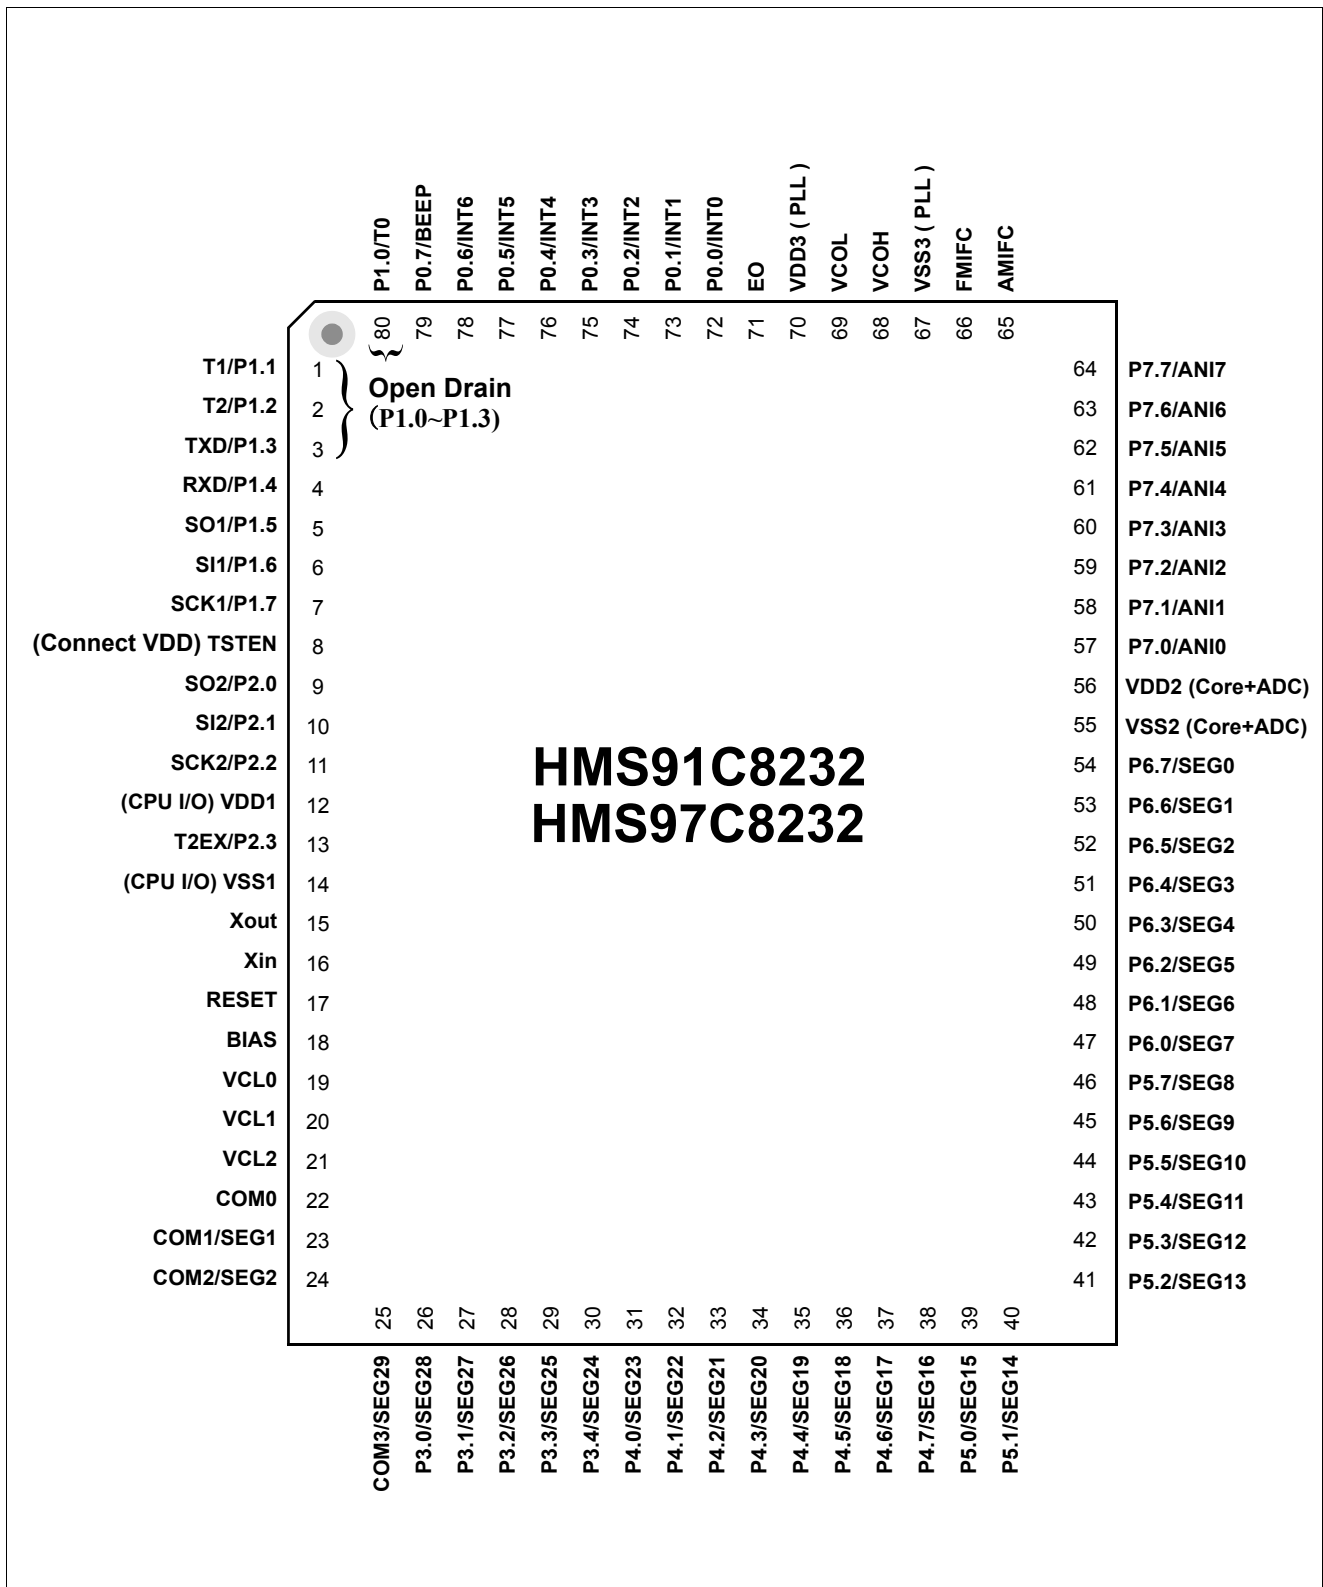 P1.0/T0
P0.7/BEEP
P0.6/INT6
P0.5/INT5
P0.4/INT4
P0.3/INT3
P0.2/INT2
P0.1/INT1
P0.0/INT0
EO
VDD3 ( PLL )
VCOL
VCOH
VSS3 ( PLL )
FMIFC
AMIFC
80
79
78
77
76
75
74
73
72
71
70
69
68
67
66
65
T1/P1.1 1
T2/P1.2 2
TXD/P1.3 3
Open Drain
(P1.0~P1.3)
RXD/P1.4 4
SO1/P1.5 5
SI1/P1.6 6
SCK1/P1.7 7
(Connect VDD) TSTEN 8
SO2/P2.0 9
SI2/P2.1 10
SCK2/P2.2 11
(CPU I/O) VDD1 12
T2EX/P2.3 13
(CPU I/O) VSS1 14
Xout 15
Xin 16
RESET 17
BIAS 18
VCL0 19
VCL1 20
VCL2 21
COM0 22
COM1/SEG1 23
COM2/SEG2 24
HMS91C8232
HMS97C8232
64 P7.7/ANI7
63 P7.6/ANI6
62 P7.5/ANI5
61 P7.4/ANI4
60 P7.3/ANI3
59 P7.2/ANI2
58 P7.1/ANI1
57 P7.0/ANI0
56 VDD2 (Core+ADC)
55 VSS2 (Core+ADC)
54 P6.7/SEG0
53 P6.6/SEG1
52 P6.5/SEG2
51 P6.4/SEG3
50 P6.3/SEG4
49 P6.2/SEG5
48 P6.1/SEG6
47 P6.0/SEG7
46 P5.7/SEG8
45 P5.6/SEG9
44 P5.5/SEG10
43 P5.4/SEG11
42 P5.3/SEG12
41 P5.2/SEG13
25
26
27
28
29
30
31
32
33
34
35
36
37
38
39
40
COM3/SEG29
P3.0/SEG28
P3.1/SEG27
P3.2/SEG26
P3.3/SEG25
P3.4/SEG24
P4.0/SEG23
P4.1/SEG22
P4.2/SEG21
P4.3/SEG20
P4.4/SEG19
P4.5/SEG18
P4.6/SEG17
P4.7/SEG16
P5.0/SEG15
P5.1/SEG14